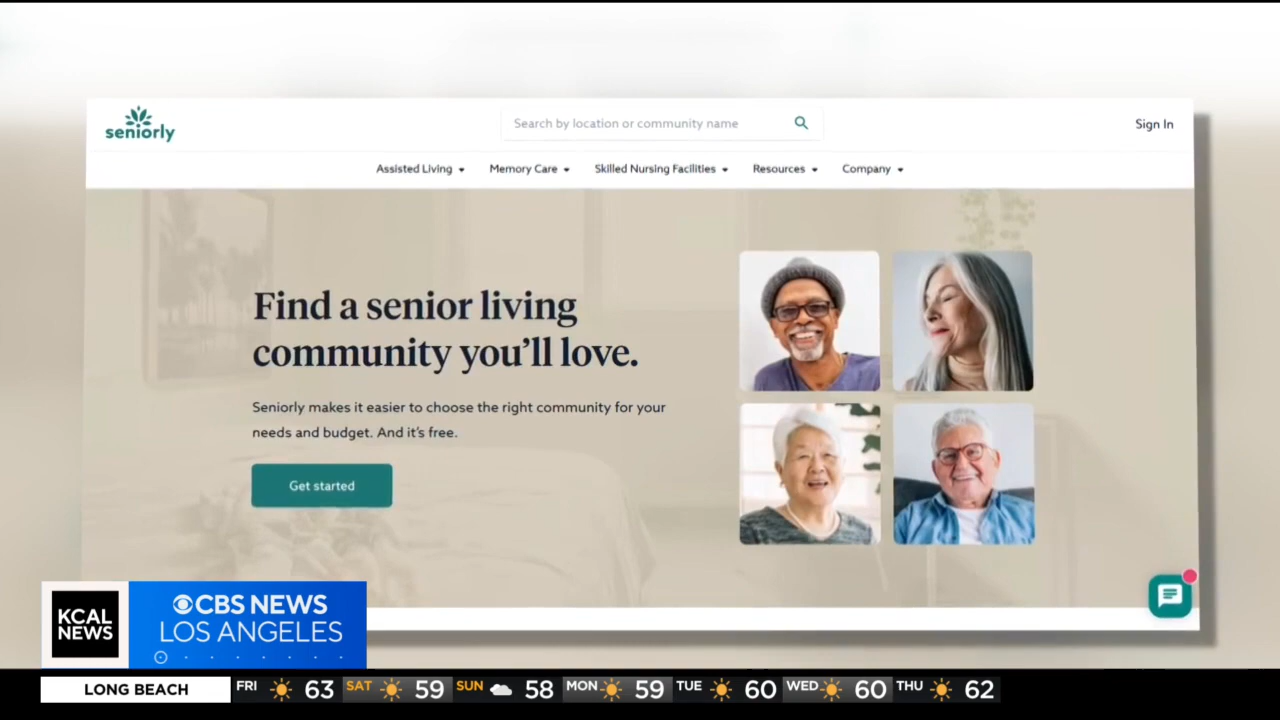 seniorly
Search by location or community name
Sign In
Assisted Living
Memory Care
Skilled Nursing Facilities
Resources
Company
Find a senior living
community you’ll love.
Seniorly makes it easier to choose the right community for your
needs and budget. And it’s free.
Get started
KCAL
NEWS
CBS NEWS
LOS ANGELES
LONG BEACH FRI 63 SAT 59 SUN 58 MON 59 TUE 60 WED 60 THU 62